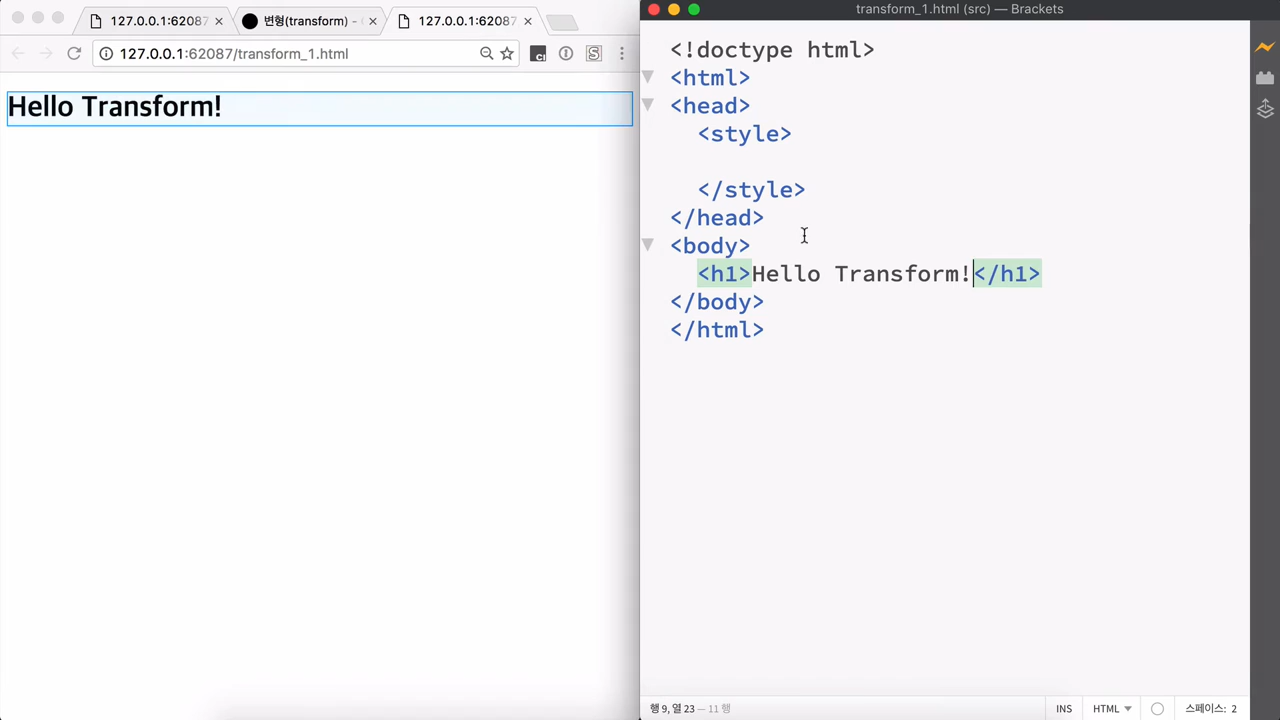 127.0.0.1:62087
변형(transform) -
127.0.0.1:62087
127.0.0.1:62087/transform_1.html
Hello Transform!
transform_1.html (src) — Brackets
<!doctype html>
<html>
<head>
<style>
</style>
</head>
<body>
<h1>Hello Transform!</h1>
</body>
</html>
행 9, 열 23 — 11 행
INS
HTML
스페이스: 2